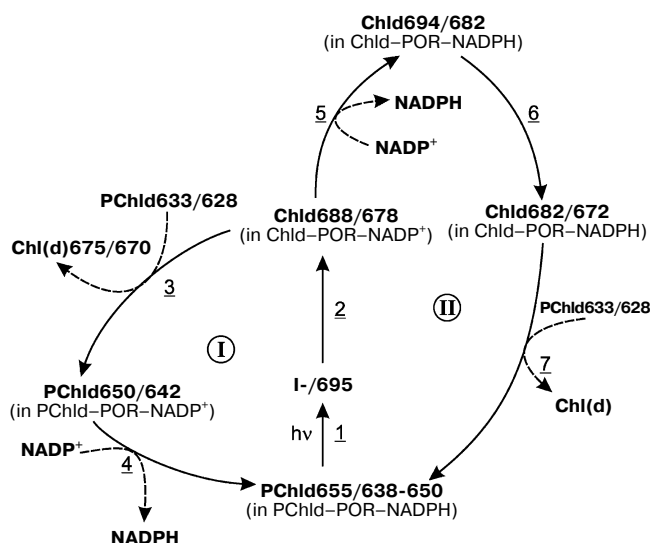 Chld694/682
(in Chld–POR–NADPH)
5
NADPH
NADP+
6
PChld633/628
Chl(d)675/670
3
Chld688/678
(in Chld–POR–NADP+)
Chld682/672
(in Chld–POR–NADPH)
2
I
II
PChld633/628
7
Chl(d)
I-/695
hν
1
PChld650/642
(in PChld–POR–NADP+)
NADP+
4
NADPH
PChld655/638-650
(in PChld–POR–NADPH)